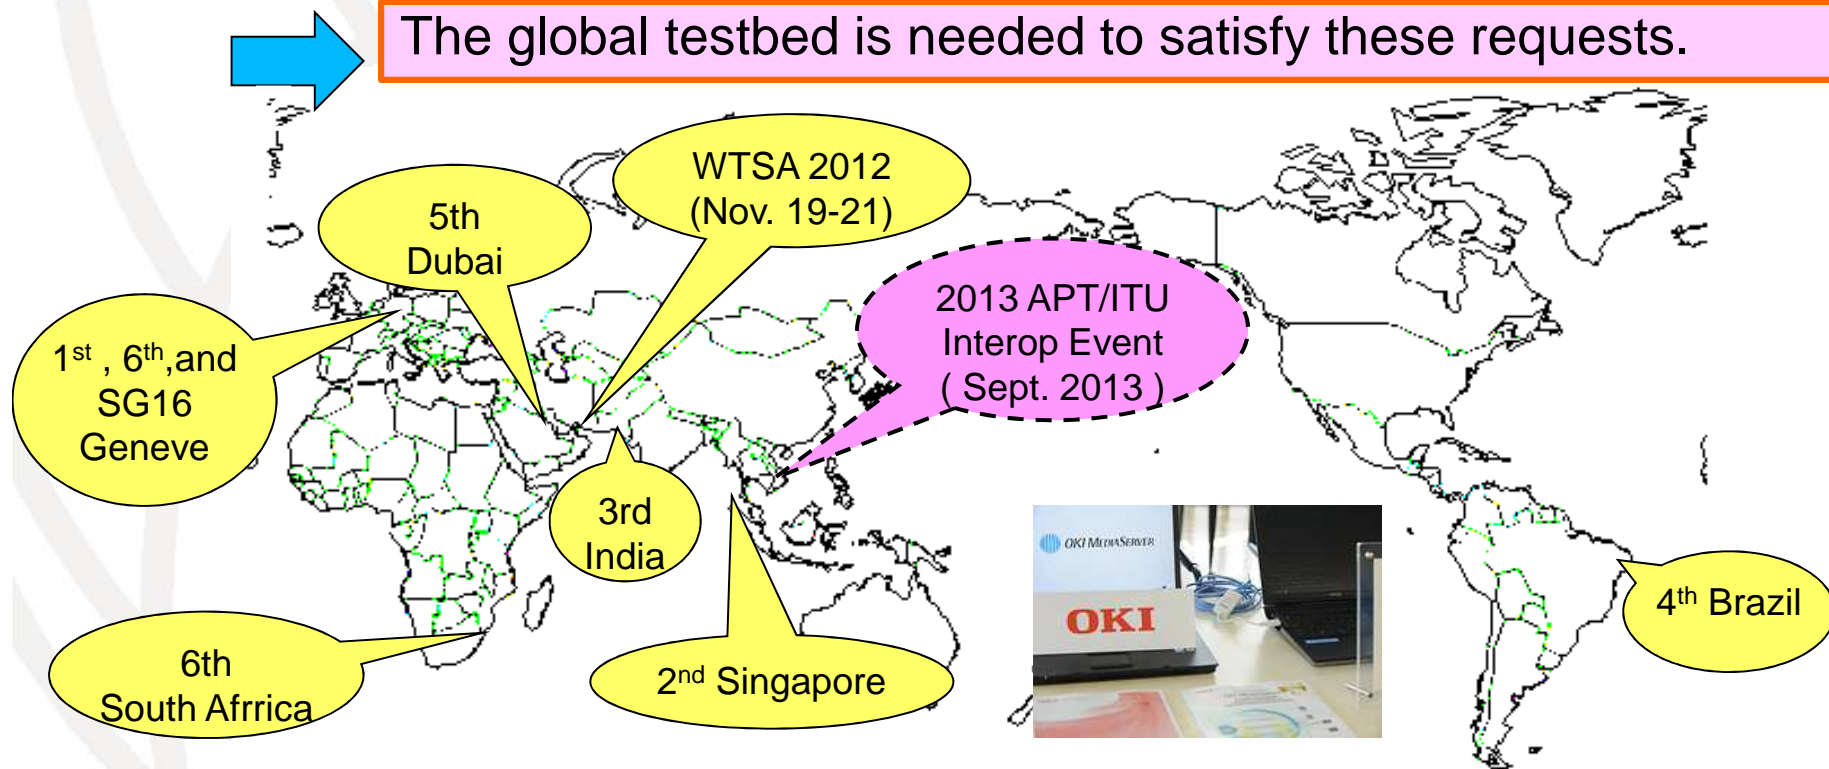 The global testbed is needed to satisfy these requests.
WTSA 2012
(Nov. 19-21)
5th
Dubai
2013 APT/ITU
Interop Event
( Sept. 2013 )
1st , 6th,and
SG16
Geneve
3rd
India
OKI MEDIASERVER
OKI
4th Brazil
6th
South Afrrica
2nd Singapore